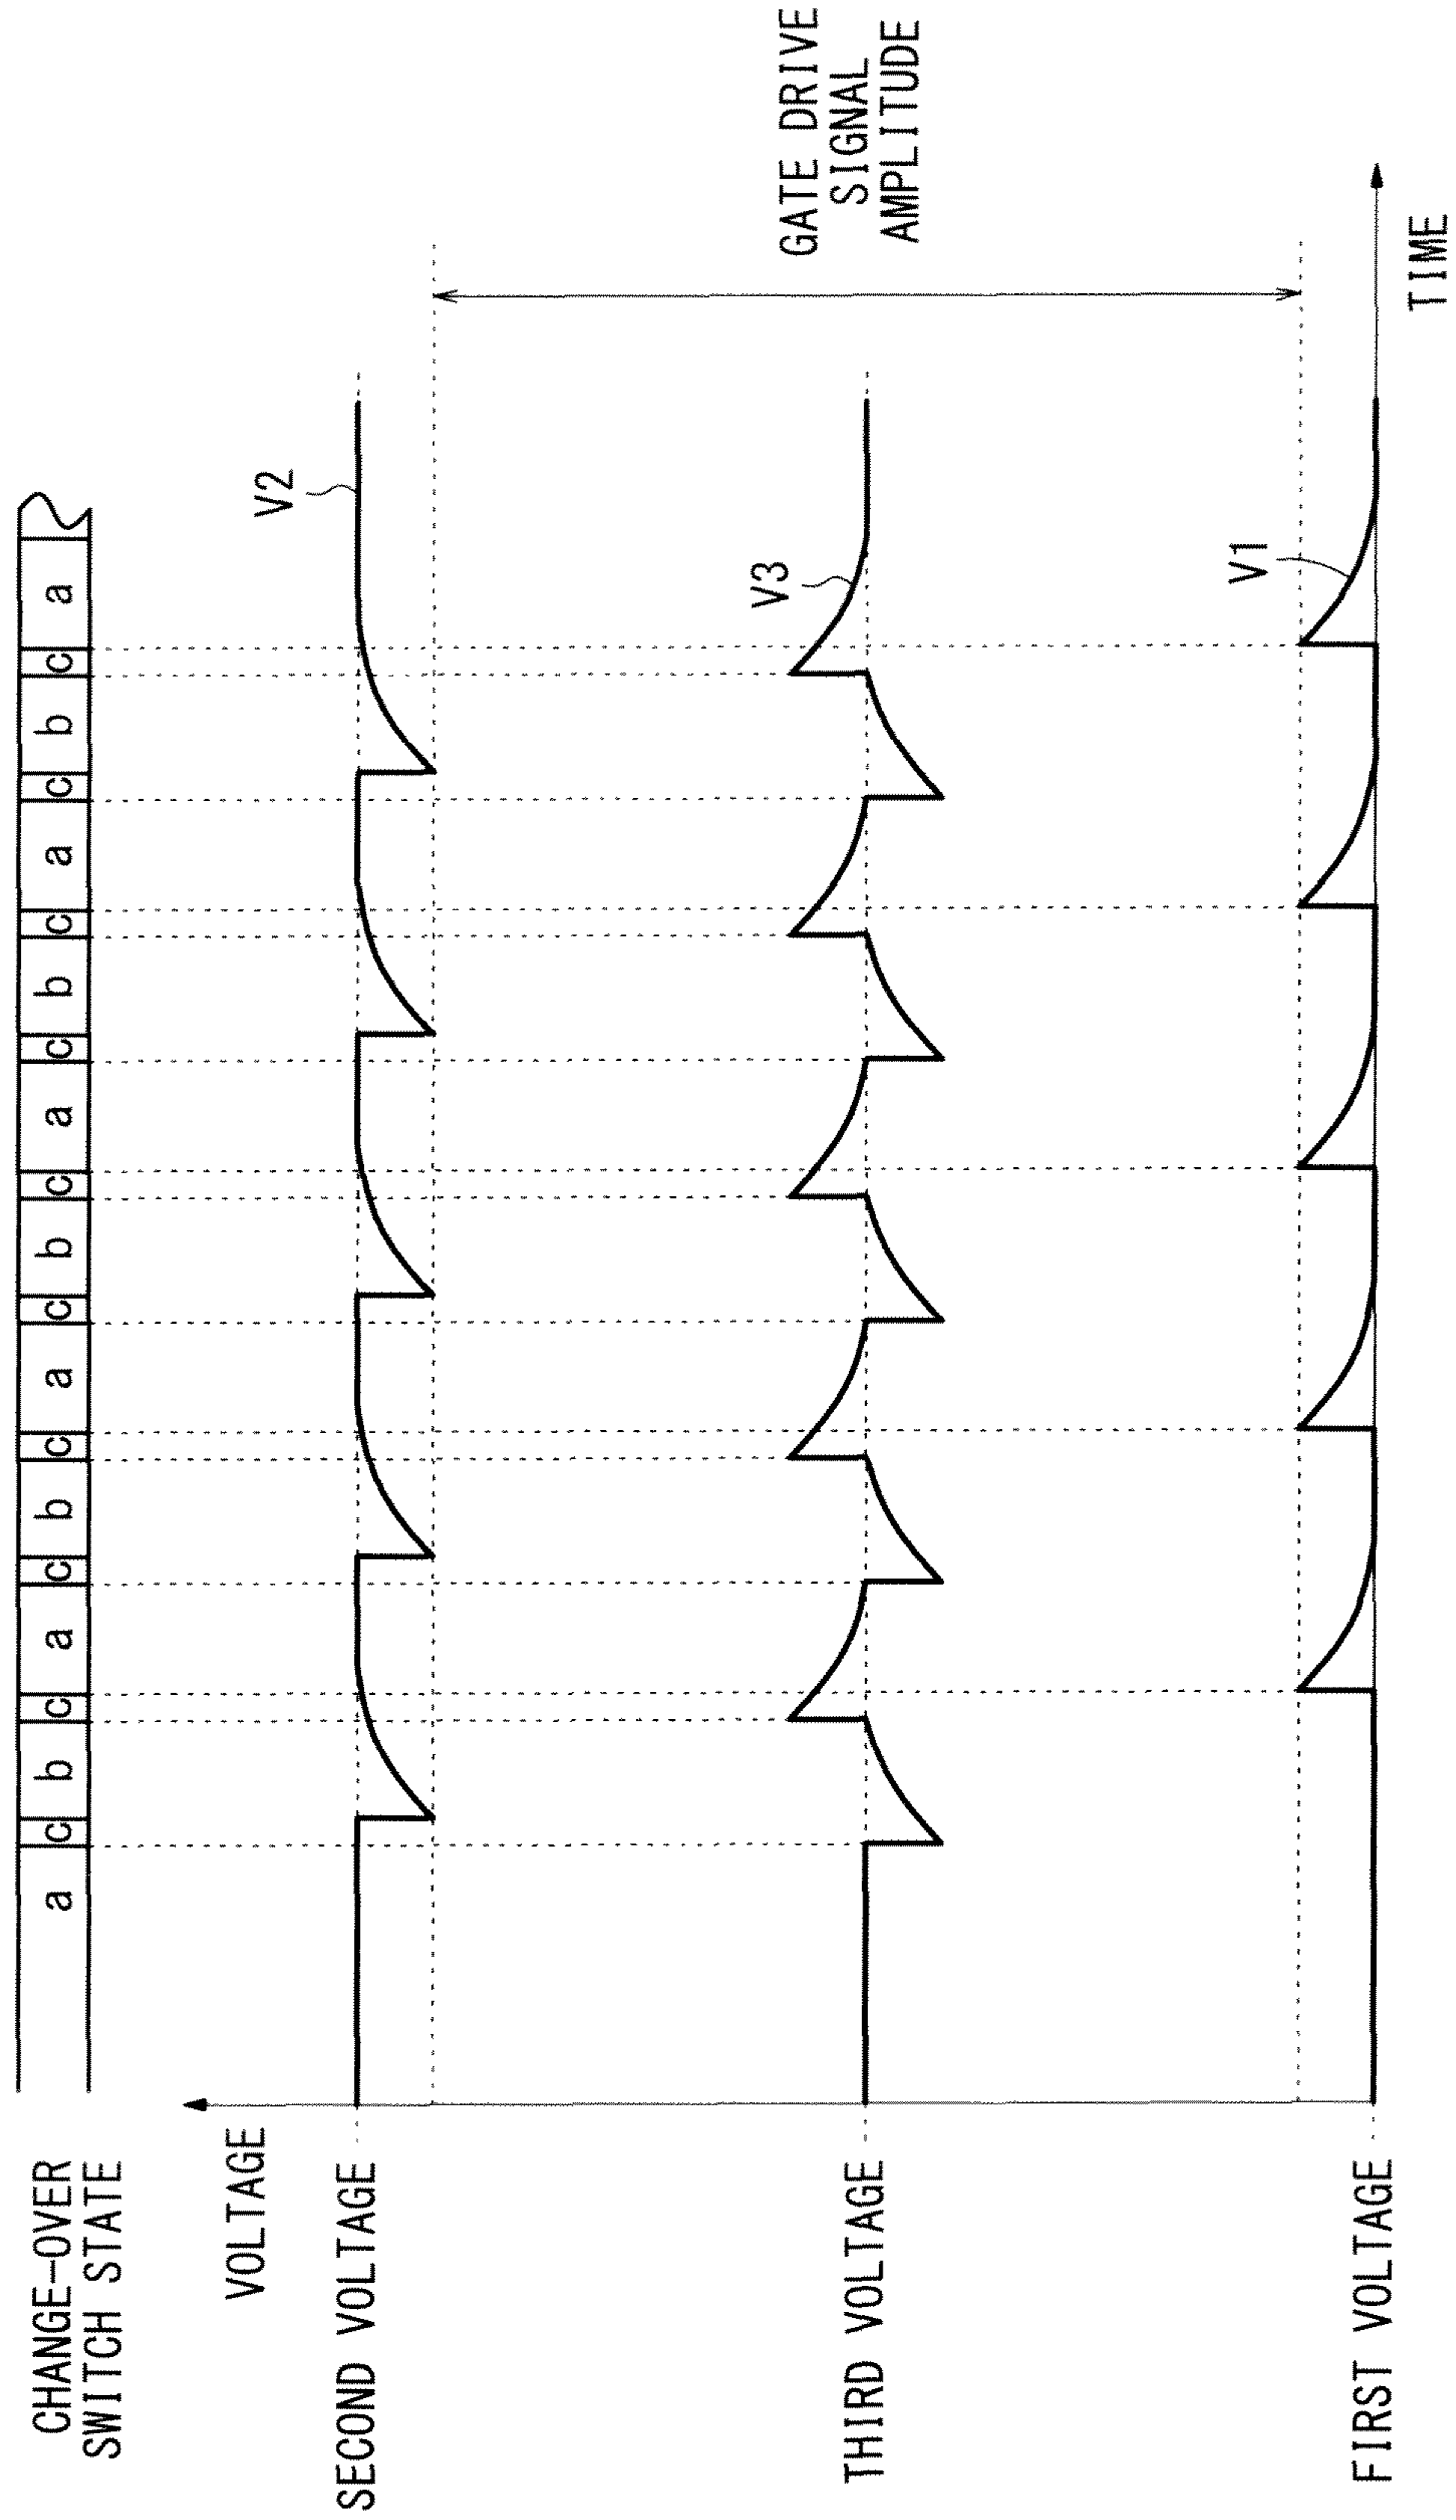 CHANGE-OVER
SWITCH STATE
a c b c a c b c a c b c a c b c a c b c a
VOLTAGE
SECOND VOLTAGE
V2
THIRD VOLTAGE
V3
GATE DRIVE
SIGNAL
AMPLITUDE
FIRST VOLTAGE
V1
TIME